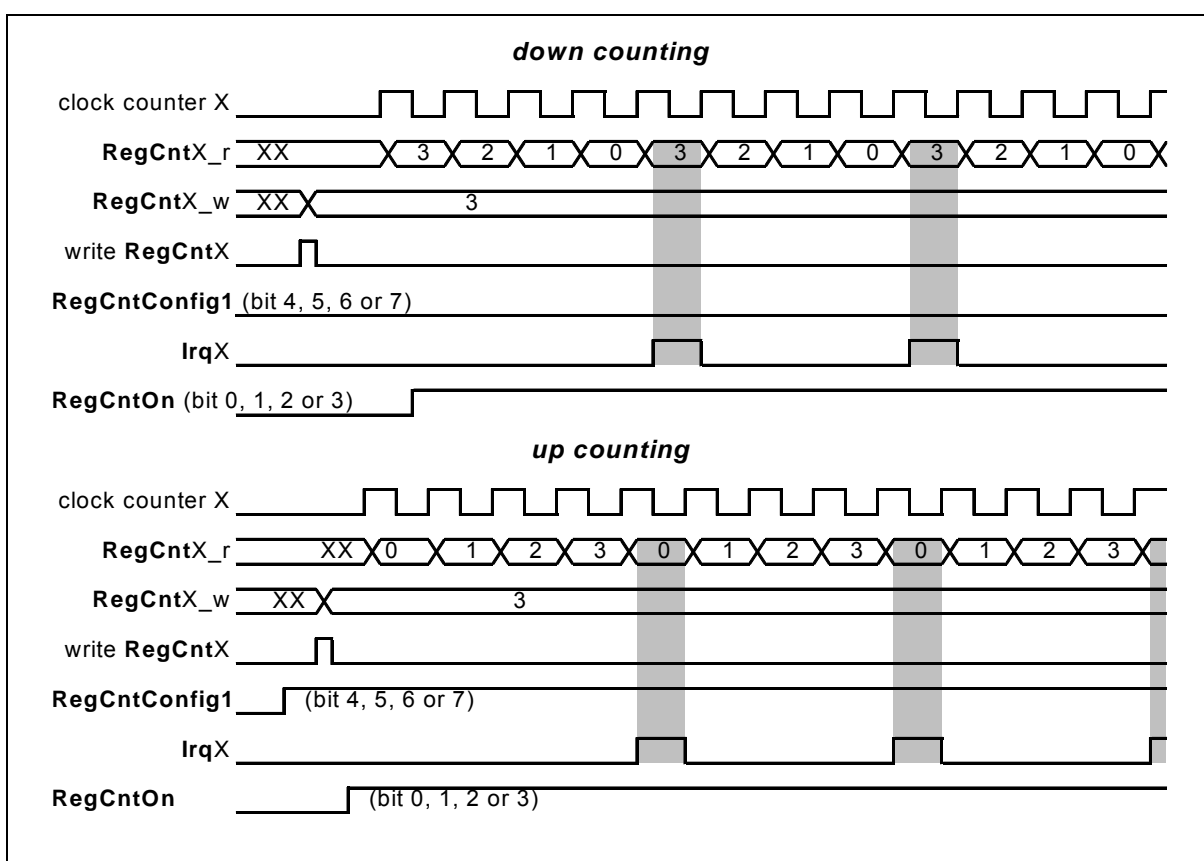 down counting
clock counter X
RegCntX_r XX 3 2 1 0 3 2 1 0 3 2 1 0
RegCntX_w XX 3
write RegCntX
RegCntConfig1 (bit 4, 5, 6 or 7)
IrqX
RegCntOn (bit 0, 1, 2 or 3)
up counting
clock counter X
RegCntX_r XX 0 1 2 3 0 1 2 3 0 1 2 3
RegCntX_w XX 3
write RegCntX
RegCntConfig1 (bit 4, 5, 6 or 7)
IrqX
RegCntOn (bit 0, 1, 2 or 3)